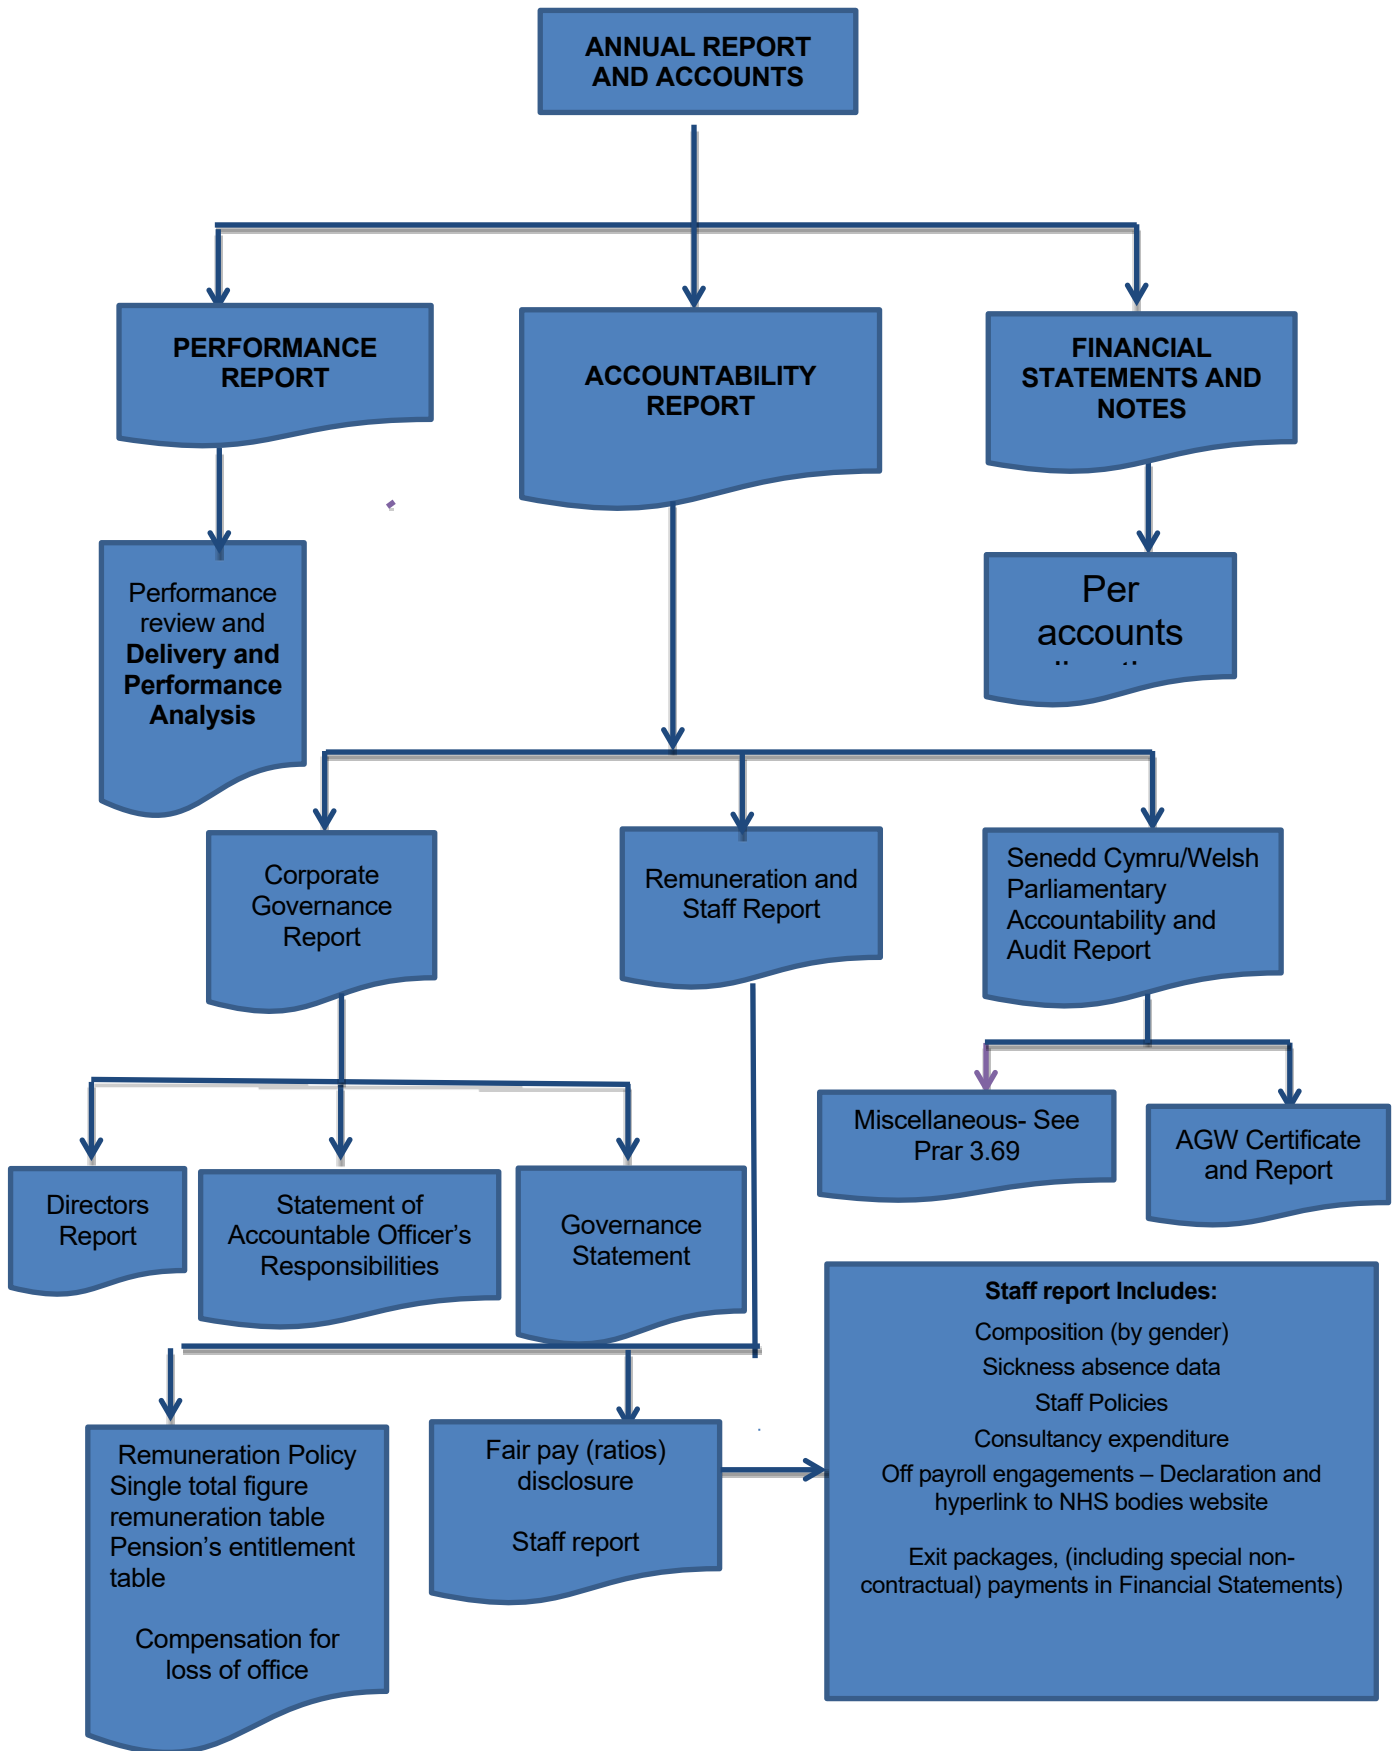 ANNUAL REPORT
AND ACCOUNTS
PERFORMANCE
REPORT
ACCOUNTABILITY
REPORT
FINANCIAL
STATEMENTS AND
NOTES
Performance
review and
Delivery and
Performance
Analysis
Per
accounts
Corporate
Governance
Report
Remuneration and
Staff Report
Senedd Cymru/Welsh
Parliamentary
Accountability and
Audit Report
Miscellaneous- See
Prar 3.69
AGW Certificate
and Report
Directors
Report
Statement of
Accountable Officer’s
Responsibilities
Governance
Statement
Staff report Includes:
Composition (by gender)
Sickness absence data
Staff Policies
Consultancy expenditure
Off payroll engagements – Declaration and
hyperlink to NHS bodies website
Exit packages, (including special non-
contractual) payments in Financial Statements)
Remuneration Policy
Single total figure
remuneration table
Pension’s entitlement
table
Compensation for
loss of office
Fair pay (ratios)
disclosure
Staff report